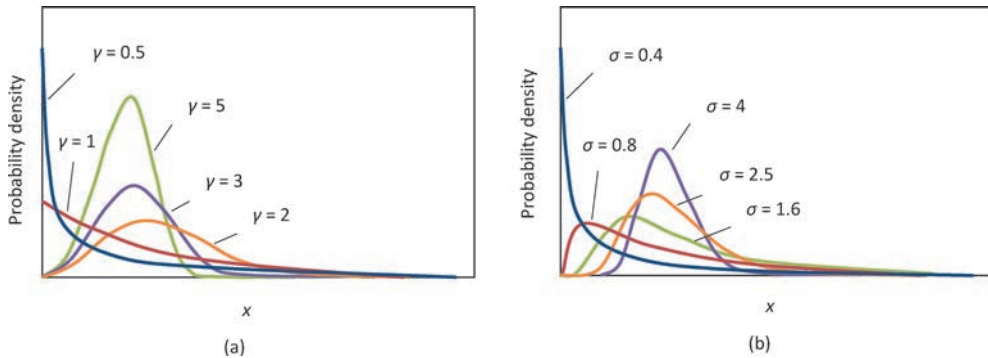 Probability density
γ = 0.5
γ = 5
γ = 1
γ = 3
γ = 2
x
(a)
Probability density
σ = 0.4
σ = 4
σ = 0.8
σ = 2.5
σ = 1.6
x
(b)